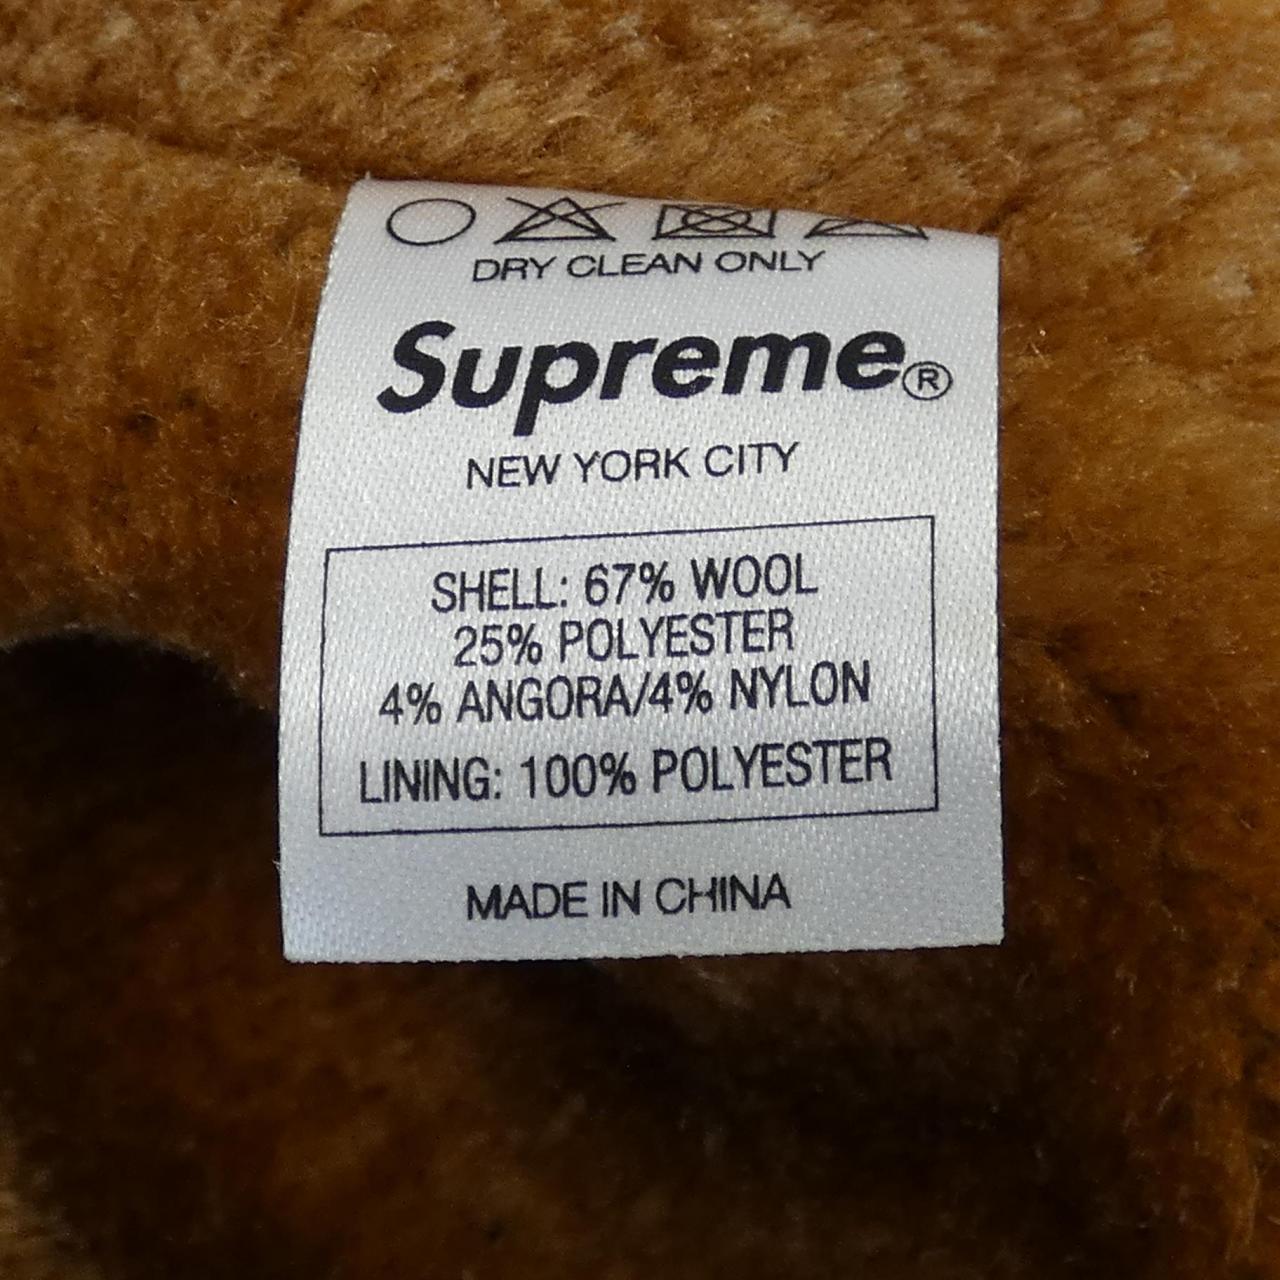 DRY CLEAN ONLY
Supreme®
NEW YORK CITY
SHELL: 67% WOOL
25% POLYESTER
4% ANGORA/4% NYLON
LINING: 100% POLYESTER
MADE IN CHINA